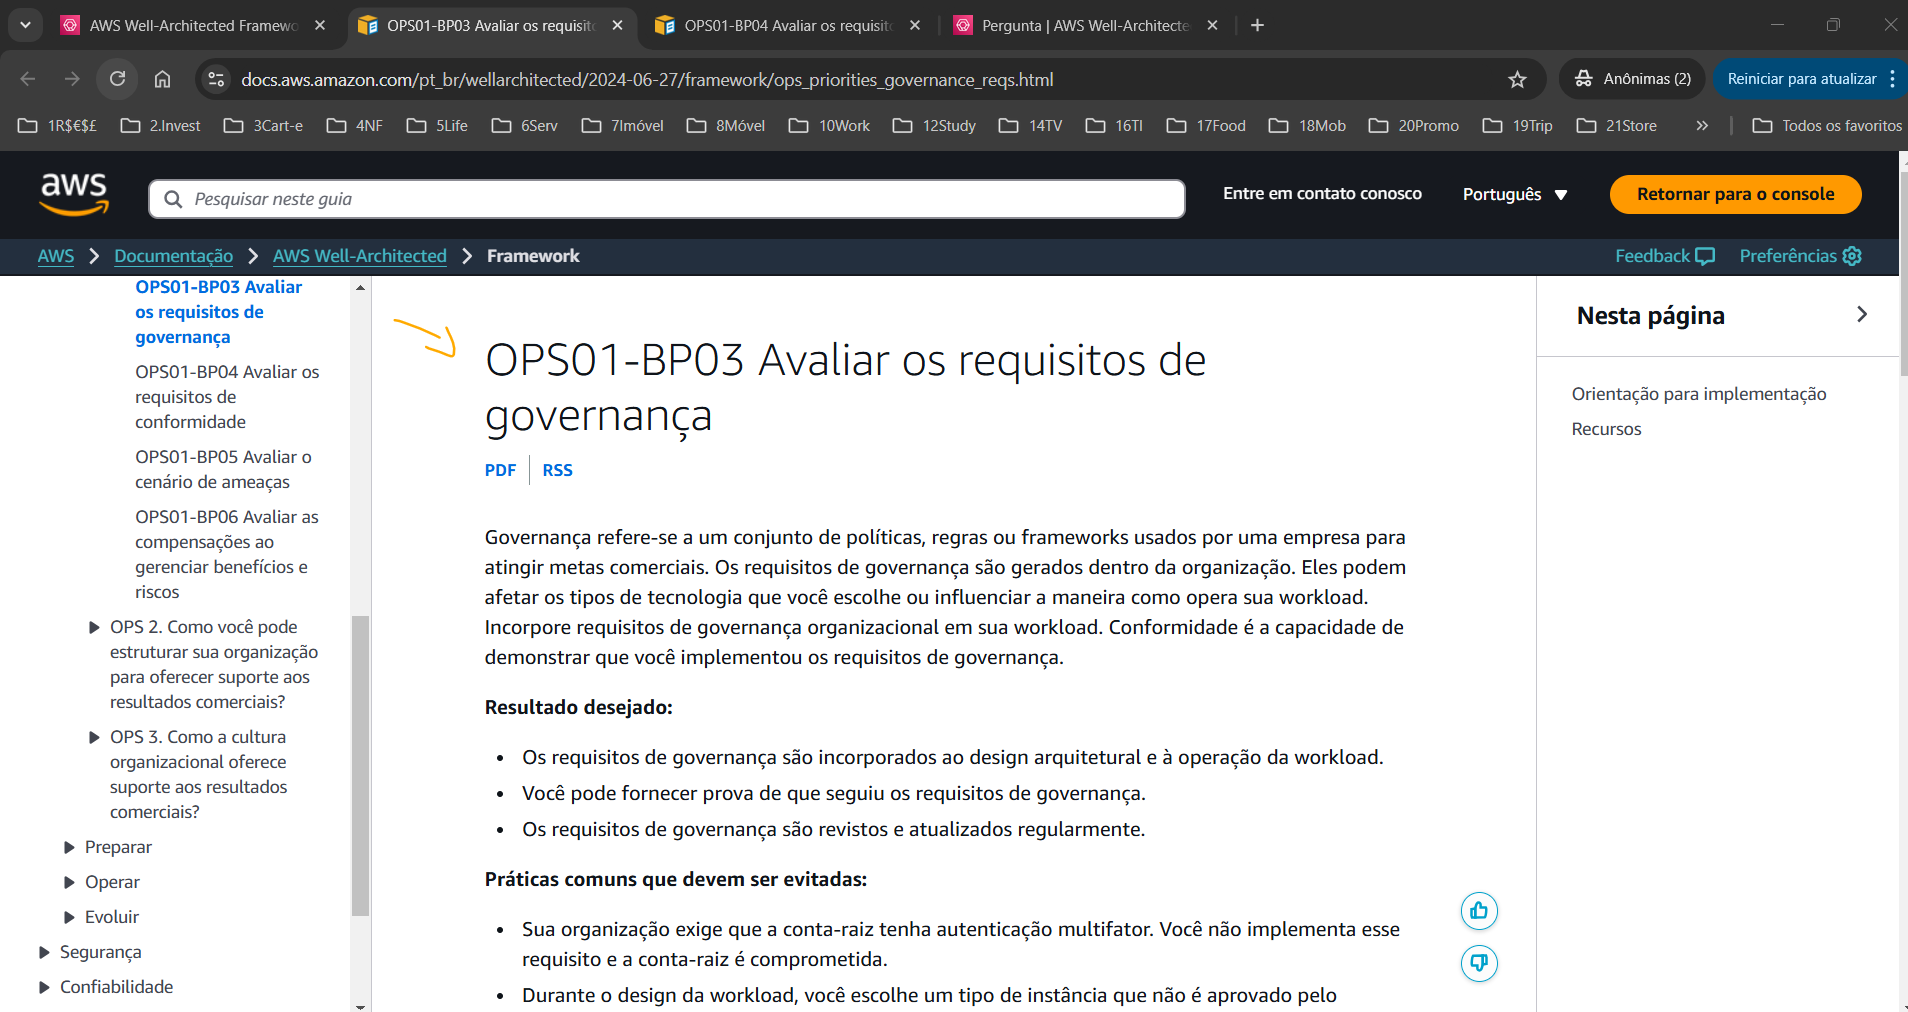 AWS Well-Architected Framewo
OPS01-BP03 Avaliar os requisito
OPS01-BP04 Avaliar os requisito
Pergunta | AWS Well-Architecte
docs.aws.amazon.com/pt_br/wellarchitected/2024-06-27/framework/ops_priorities_governance_reqs.html
Anônimas (2)
Reiniciar para atualizar
1R$€$£
2.Invest
3Cart-e
4NF
5Life
6Serv
7Imóvel
8Móvel
10Work
12Study
14TV
16TI
17Food
18Mob
20Promo
19Trip
21Store
Todos os favoritos
aws
Pesquisar neste guia
Entre em contato conosco
Português
Retornar para o console
AWS
Documentação
AWS Well-Architected
Framework
Feedback
Preferências
OPS01-BP03 Avaliar
os requisitos de
governança
OPS01-BP04 Avaliar os
requisitos de
conformidade
OPS01-BP05 Avaliar o
cenário de ameaças
OPS01-BP06 Avaliar as
compensações ao
gerenciar benefícios e
riscos
OPS 2. Como você pode
estruturar sua organização
para oferecer suporte aos
resultados comerciais?
OPS 3. Como a cultura
organizacional oferece
suporte aos resultados
comerciais?
Preparar
Operar
Evoluir
Segurança
Confiabilidade
OPS01-BP03 Avaliar os requisitos de
governança
PDF
RSS
Governança refere-se a um conjunto de políticas, regras ou frameworks usados por uma empresa para
atingir metas comerciais. Os requisitos de governança são gerados dentro da organização. Eles podem
afetar os tipos de tecnologia que você escolhe ou influenciar a maneira como opera sua workload.
Incorpore requisitos de governança organizacional em sua workload. Conformidade é a capacidade de
demonstrar que você implementou os requisitos de governança.
Resultado desejado:
• Os requisitos de governança são incorporados ao design arquitetural e à operação da workload.
• Você pode fornecer prova de que seguiu os requisitos de governança.
• Os requisitos de governança são revistos e atualizados regularmente.
Práticas comuns que devem ser evitadas:
• Sua organização exige que a conta-raiz tenha autenticação multifator. Você não implementa esse
requisito e a conta-raiz é comprometida.
• Durante o design da workload, você escolhe um tipo de instância que não é aprovado pelo
Nesta página
Orientação para implementação
Recursos